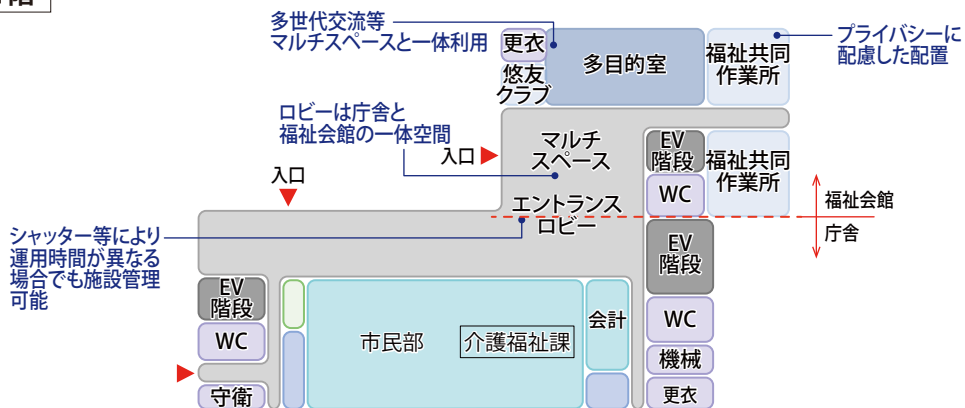 多世代交流等
マルチスペースと一体利用
更衣
悠友
クラブ
多目的室
福祉共同
作業所
プライバシーに
配慮した配置
ロビーは庁舎と
福祉会館の一体空間
入口
マルチ
スペース
EV
階段
福祉共同
作業所
入口
WC
エントランス
ロビー
福祉会館
庁舎
シャッター等により
運用時間が異なる
場合でも施設管理
可能
EV
階段
EV
階段
WC
市民部
介護福祉課
会計
WC
機械
守衛
更衣